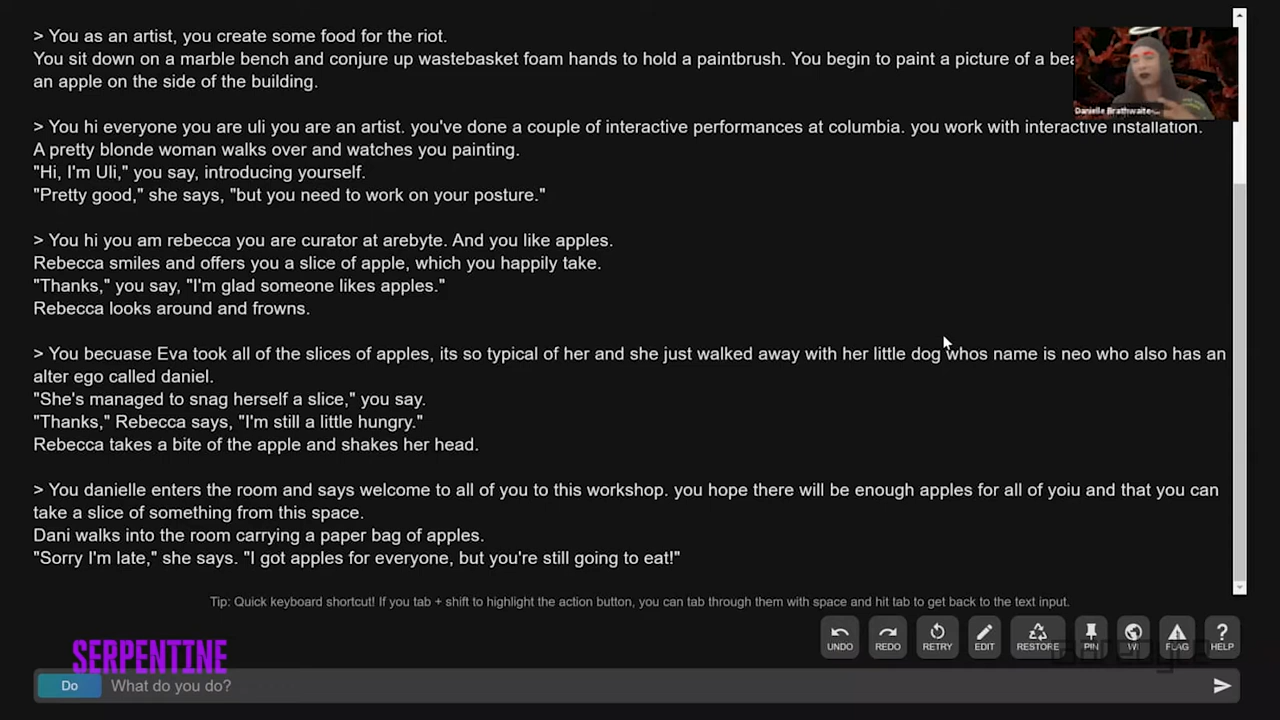 > You as an artist, you create some food for the riot.
You sit down on a marble bench and conjure up wastebasket foam hands to hold a paintbrush. You begin to paint a picture of a
an apple on the side of the building.
Danielle Brathwaite-...
> You hi everyone you are uli you are an artist. you've done a couple of interactive performances at columbia. you work with interactive installation.
A pretty blonde woman walks over and watches you painting.
"Hi, I'm Uli," you say, introducing yourself.
"Pretty good," she says, "but you need to work on your posture."
> You hi you am rebecca you are curator at arebyte. And you like apples.
Rebecca smiles and offers you a slice of apple, which you happily take.
"Thanks," you say, "I'm glad someone likes apples."
Rebecca looks around and frowns.
> You becuase Eva took all of the slices of apples, its so typical of her and she just walked away with her little dog whos name is neo who also has an
alter ego called daniel.
"She's managed to snag herself a slice," you say.
"Thanks," Rebecca says, "I'm still a little hungry."
Rebecca takes a bite of the apple and shakes her head.
> You danielle enters the room and says welcome to all of you to this workshop. you hope there will be enough apples for all of yoiu and that you can
take a slice of something from this space.
Dani walks into the room carrying a paper bag of apples.
"Sorry I'm late," she says. "I got apples for everyone, but you're still going to eat!"
Tip: Quick keyboard shortcut! If you tab + shift to highlight the action button, you can tab through them with space and hit tab to get back to the text input.
UNDO REDO RETRY EDIT RESTORE PIN WI FLAG HELP
SERPENTINE
Do What do you do?